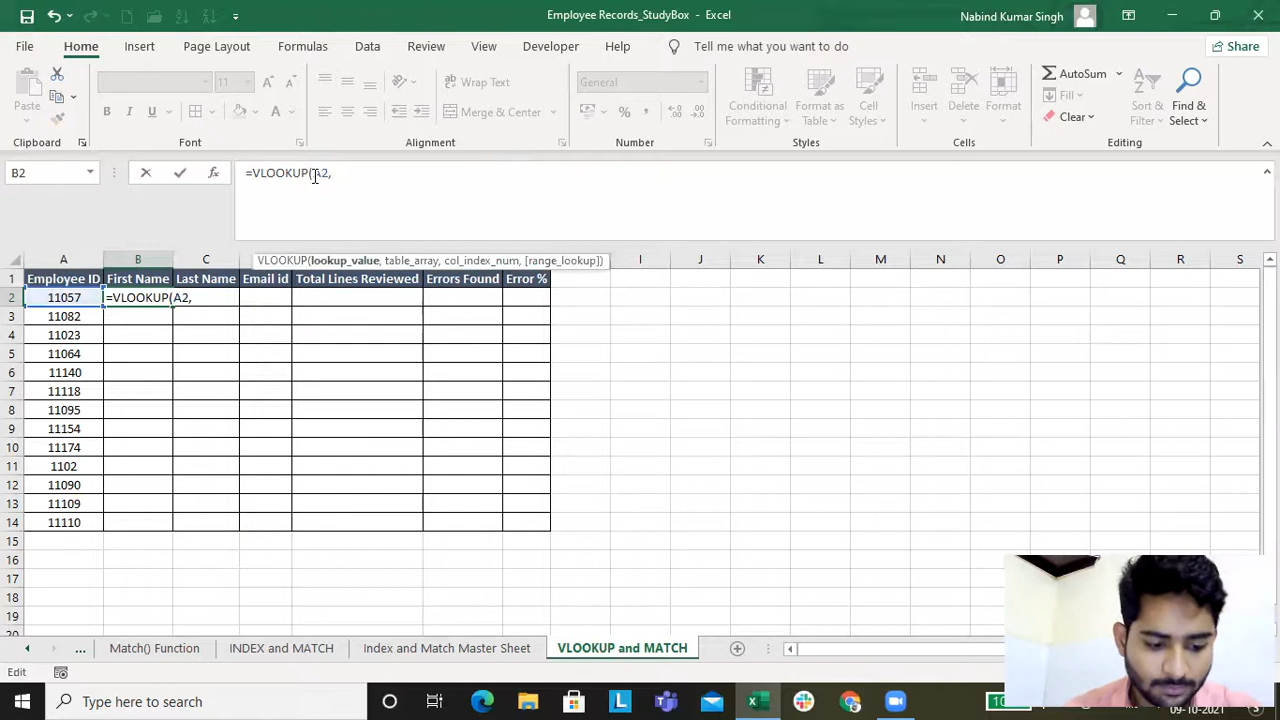 Employee Records_StudyBox - Excel
Nabind Kumar Singh
File Home Insert Page Layout Formulas Data Review View Developer Help Tell me what you want to do Share
Paste
Clipboard
11
B I U
Font
Wrap Text
Merge & Center
Alignment
General
Number
Conditional Formatting
Format as Table
Cell Styles
Styles
Insert Delete Format
Cells
AutoSum
Fill
Clear
Sort & Filter
Find & Select
Editing
B2
fx
=VLOOKUP(A2,
VLOOKUP(lookup_value, table_array, col_index_num, [range_lookup])
A B C I J K L M N O P Q R S
1 Employee ID First Name Last Name Email id Total Lines Reviewed Errors Found Error %
2 11057 =VLOOKUP(A2,
3 11082
4 11023
5 11064
6 11140
7 11118
8 11095
9 11154
10 11174
11 1102
12 11090
13 11109
14 11110
15
16
17
18
19
20
... Match() Function INDEX and MATCH Index and Match Master Sheet VLOOKUP and MATCH
Edit
Type here to search
09-10-2021